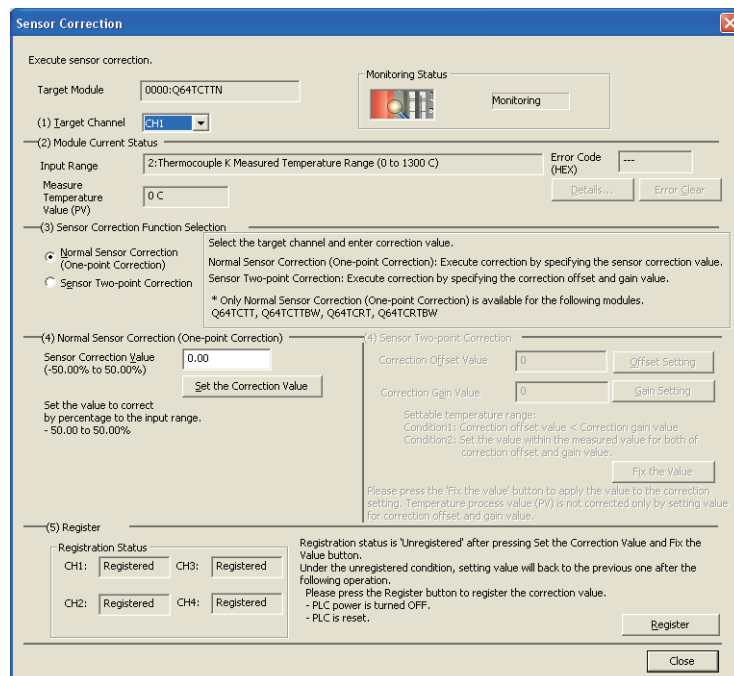 Sensor Correction
Execute sensor correction.
Target Module
0000:Q64TCTTN
Monitoring Status
Monitoring
(1) Target Channel
CH1
(2) Module Current Status
Input Range
2:Thermocouple K Measured Temperature Range (0 to 1300 C)
Error Code
(HEX)
---
Measure
Temperature
Value (PV)
0 C
Details...
Error Clear
(3) Sensor Correction Function Selection
Normal Sensor Correction
(One-point Correction)
Sensor Two-point Correction
Select the target channel and enter correction value.
Normal Sensor Correction (One-point Correction): Execute correction by specifying the sensor correction value.
Sensor Two-point Correction: Execute correction by specifying the correction offset and gain value.
* Only Normal Sensor Correction (One-point Correction) is available for the following modules.
Q64TCTT, Q64TCTTBW, Q64TCRT, Q64TCRTBW
(4) Normal Sensor Correction (One-point Correction)
Sensor Correction Value
(-50.00% to 50.00%)
0.00
Set the Correction Value
Set the value to correct
by percentage to the input range.
- 50.00 to 50.00%
(4) Sensor Two-point Correction
Correction Offset Value
0
Offset Setting
Correction Gain Value
0
Gain Setting
Settable temperature range:
Condition1: Correction offset value < Correction gain value
Condition2: Set the value within the measured value for both of
correction offset and gain value.
Fix the Value
Please press the 'Fix the value' button to apply the value to the correction
setting. Temperature process value (PV) is not corrected only by setting value
for correction offset and gain value.
(5) Register
Registration Status
CH1: Registered CH3: Registered
CH2: Registered CH4: Registered
Registration status is 'Unregistered' after pressing Set the Correction Value and Fix the
Value button.
Under the unregistered condition, setting value will back to the previous one after the
following operation.
Please press the Register button to register the correction value.
- PLC power is turned OFF.
- PLC is reset.
Register
Close